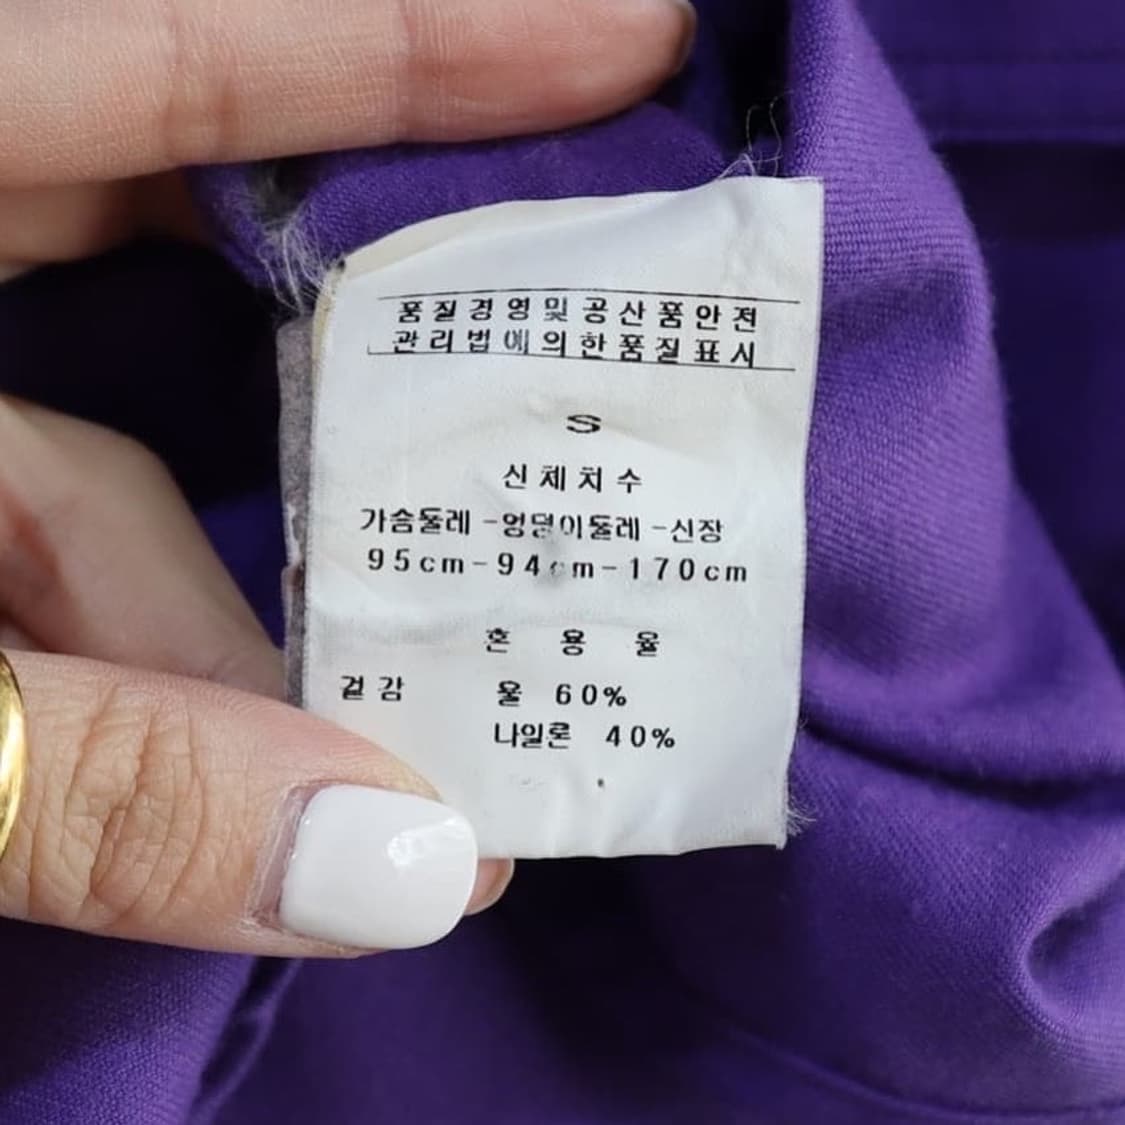 품질경영및공산품안전
관리법에의한품질표시
S
신체치수
가슴둘레-엉덩이둘레-신장
95cm-94cm-170cm
혼용율
겉감 울 60%
나일론 40%